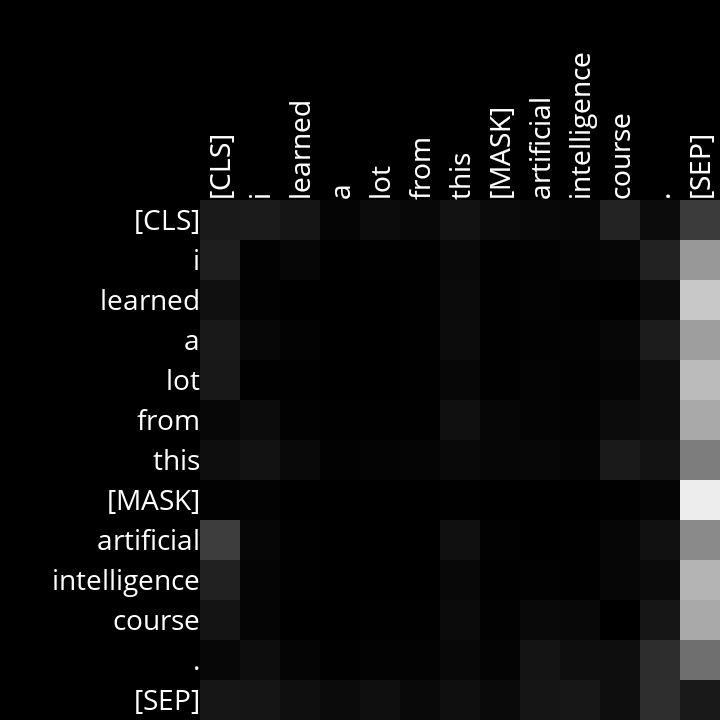 [CLS]
i
learned
a
lot
from
this
[MASK]
artificial
intelligence
course
.
[SEP]
[CLS]
i
learned
a
lot
from
this
[MASK]
artificial
intelligence
course
.
[SEP]